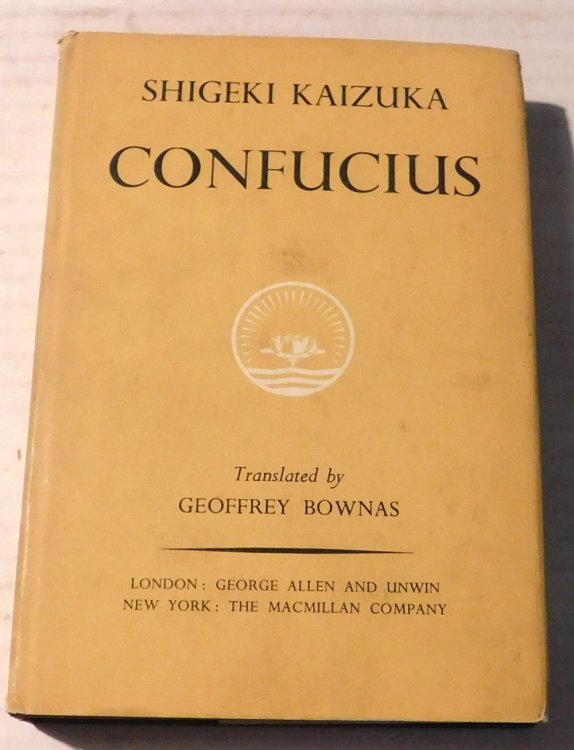 SHIGEKI KAIZUKA
CONFUCIUS
Translated by
GEOFFREY BOWNAS
LONDON: GEORGE ALLEN AND UNWIN
NEW YORK: THE MACMILLAN COMPANY